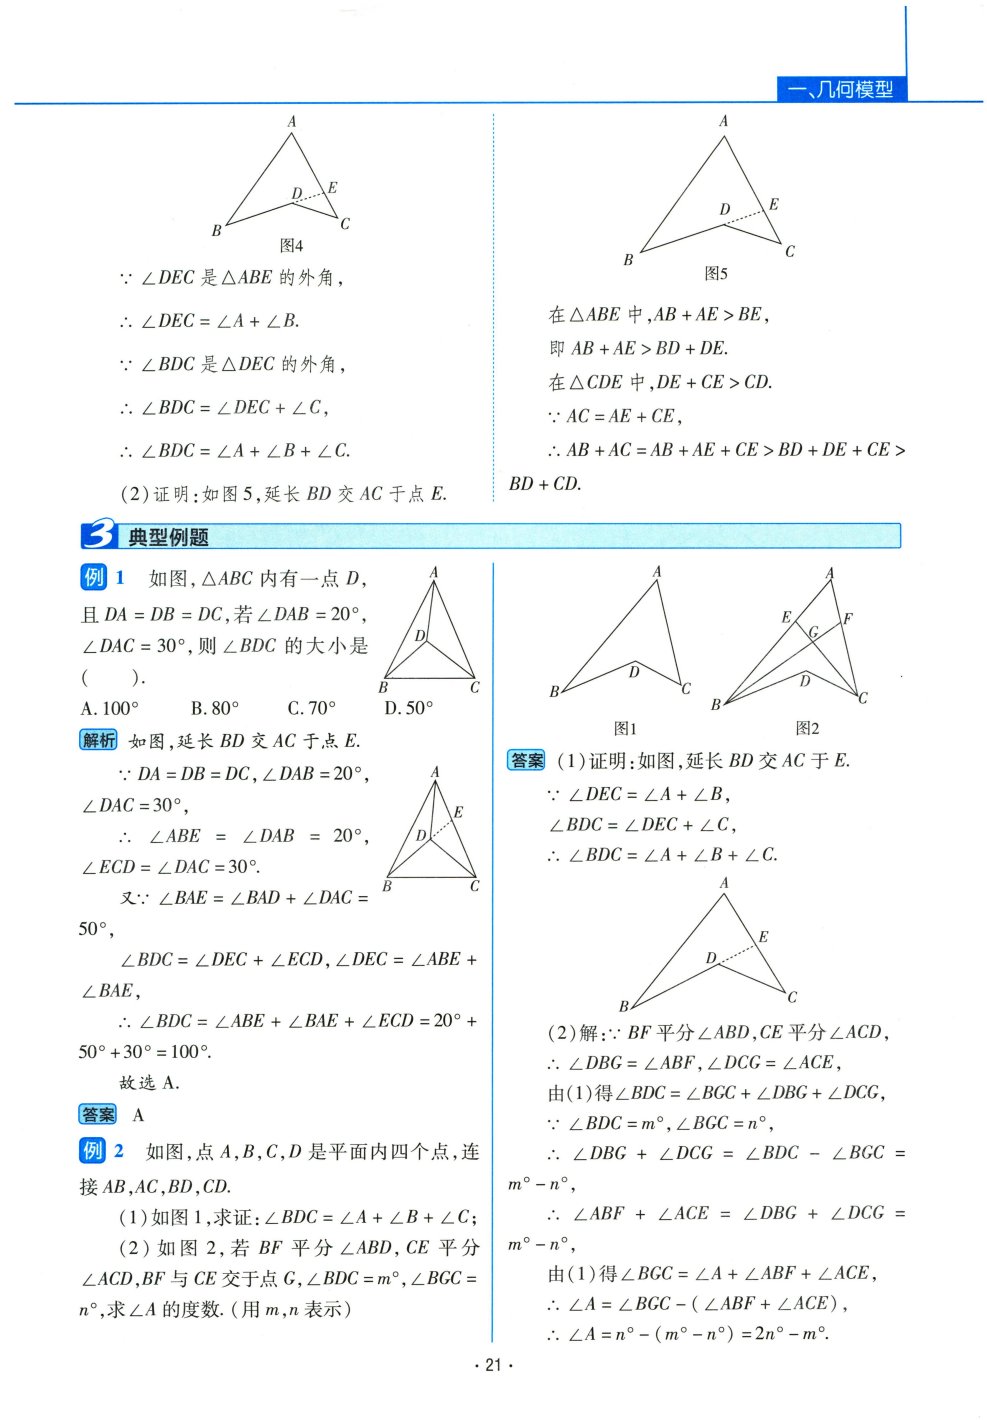 一、几何模型
A
D
E
B
C
图4
∵ ∠DEC 是△ABE 的外角，
∴ ∠DEC = ∠A + ∠B.
∵ ∠BDC 是△DEC 的外角，
∴ ∠BDC = ∠DEC + ∠C，
∴ ∠BDC = ∠A + ∠B + ∠C.
(2)证明：如图5，延长 BD 交 AC 于点 E.
A
D
E
B
C
图5
在△ABE 中，AB + AE > BE，
即 AB + AE > BD + DE.
在△CDE 中，DE + CE > CD.
∵ AC = AE + CE，
∴ AB + AC = AB + AE + CE > BD + DE + CE >
BD + CD.
3 典型例题
例 1 如图，△ABC 内有一点 D，
且 DA = DB = DC，若∠DAB = 20°，
∠DAC = 30°，则∠BDC 的大小是
(　　).
A. 100° B. 80° C. 70° D. 50°
A
D
B
C
解析 如图，延长 BD 交 AC 于点 E.
∵ DA = DB = DC，∠DAB = 20°，
∠DAC = 30°，
∴ ∠ABE = ∠DAB = 20°，
∠ECD = ∠DAC = 30°.
又∵ ∠BAE = ∠BAD + ∠DAC =
50°，
A
E
D
B
C
∠BDC = ∠DEC + ∠ECD，∠DEC = ∠ABE +
∠BAE，
∴ ∠BDC = ∠ABE + ∠BAE + ∠ECD = 20° +
50° + 30° = 100°.
故选 A.
答案 A
例 2 如图，点 A，B，C，D 是平面内四个点，连
接 AB，AC，BD，CD.
(1)如图1，求证：∠BDC = ∠A + ∠B + ∠C；
(2)如图 2，若 BF 平分∠ABD，CE 平分
∠ACD，BF 与 CE 交于点 G，∠BDC = m°，∠BGC =
n°，求∠A 的度数.（用 m，n 表示）
A
D
B
C
图1
A
E
F
G
D
B
C
图2
答案 (1)证明：如图，延长 BD 交 AC 于 E.
∵ ∠DEC = ∠A + ∠B，
∠BDC = ∠DEC + ∠C，
∴ ∠BDC = ∠A + ∠B + ∠C.
A
E
D
B
C
(2)解：∵ BF 平分∠ABD，CE 平分∠ACD，
∴ ∠DBG = ∠ABF，∠DCG = ∠ACE，
由(1)得∠BDC = ∠BGC + ∠DBG + ∠DCG，
∵ ∠BDC = m°，∠BGC = n°，
∴ ∠DBG + ∠DCG = ∠BDC − ∠BGC =
m° − n°，
∴ ∠ABF + ∠ACE = ∠DBG + ∠DCG =
m° − n°，
由(1)得∠BGC = ∠A + ∠ABF + ∠ACE，
∴ ∠A = ∠BGC − (∠ABF + ∠ACE)，
∴ ∠A = n° − (m° − n°) = 2n° − m°.
· 21 ·